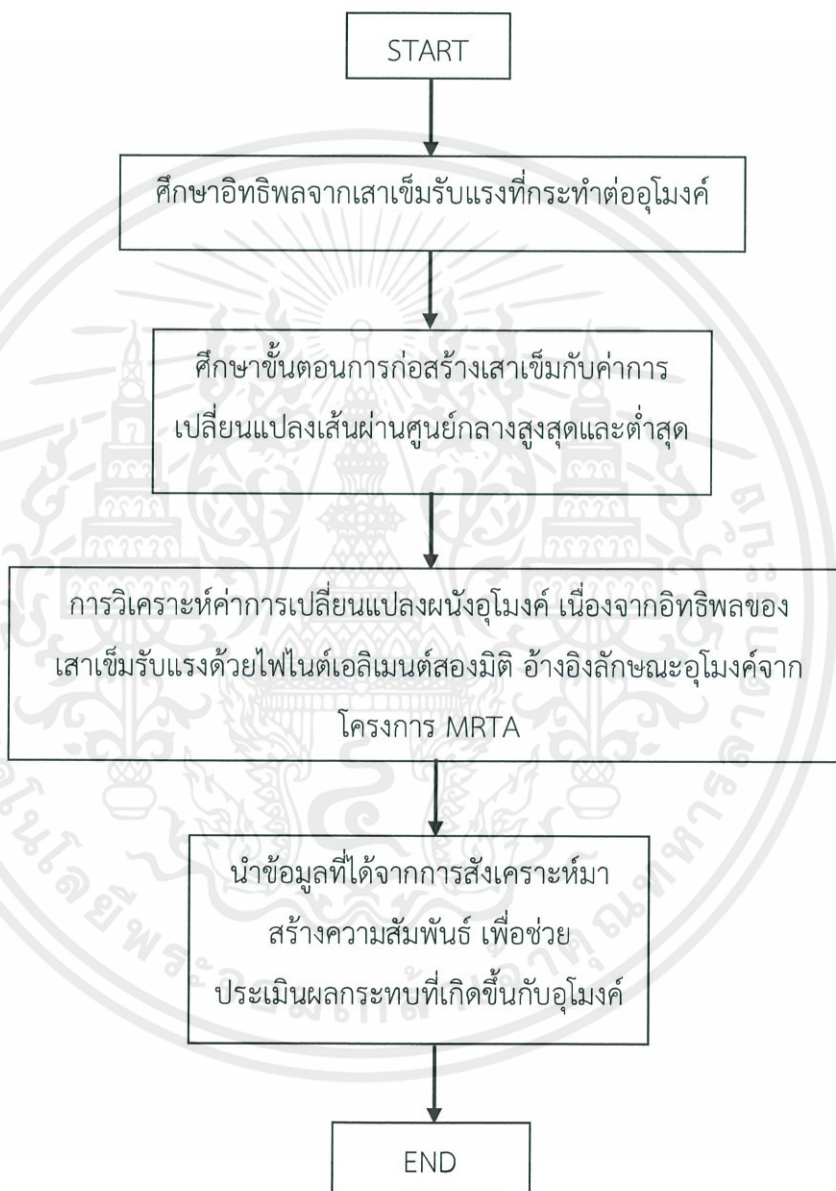 START
ศึกษาอิทธิพลจากเสาเข็มรับแรงที่กระทำต่ออุโมงค์
ศึกษาขั้นตอนการก่อสร้างเสาเข็มกับค่าการ
เปลี่ยนแปลงเส้นผ่านศูนย์กลางสูงสุดและต่ำสุด
การวิเคราะห์ค่าการเปลี่ยนแปลงผนังอุโมงค์ เนื่องจากอิทธิพลของ
เสาเข็มรับแรงด้วยไฟไนต์เอลิเมนต์สองมิติ อ้างอิงลักษณะอุโมงค์จาก
โครงการ MRTA
นำข้อมูลที่ได้จากการสังเคราะห์มา
สร้างความสัมพันธ์ เพื่อช่วย
ประเมินผลกระทบที่เกิดขึ้นกับอุโมงค์
END